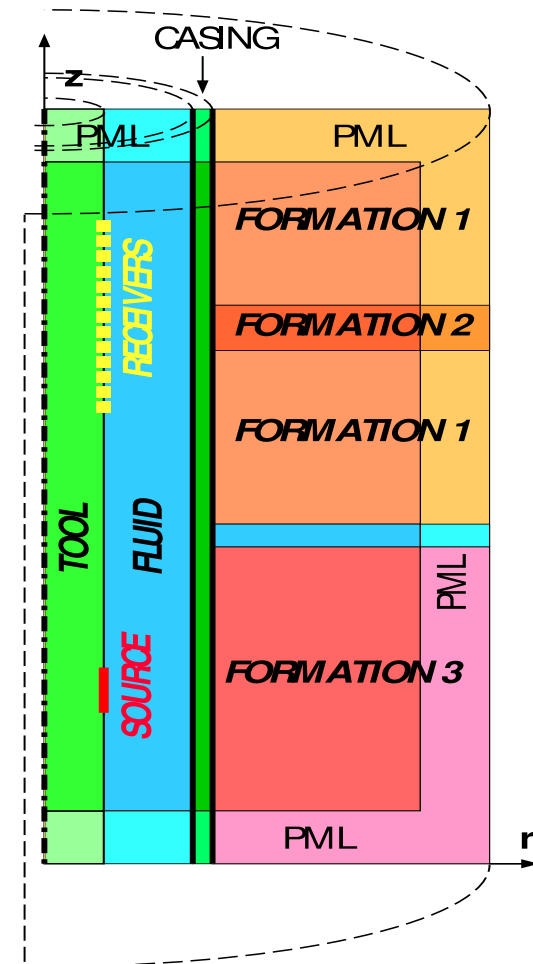 CASING
z
PML
PML
FORMATION 1
RECEIVERS
FORMATION 2
FORMATION 1
TOOL
FLUID
PML
SOURCE
FORMATION 3
PML
r